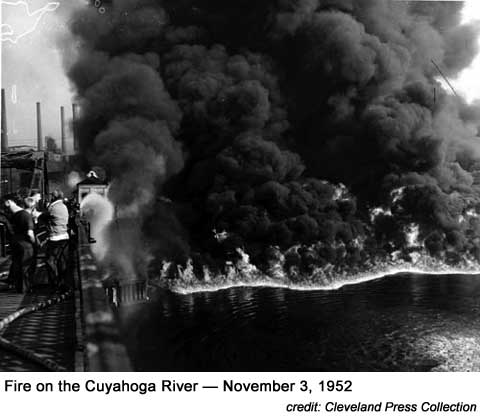 Fire on the Cuyahoga River — November 3, 1952
credit: Cleveland Press Collection